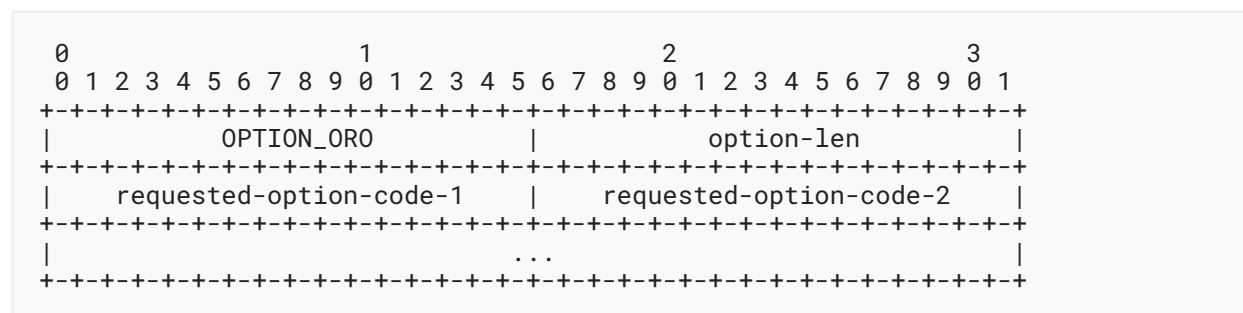 0                   1                   2                   3
 0 1 2 3 4 5 6 7 8 9 0 1 2 3 4 5 6 7 8 9 0 1 2 3 4 5 6 7 8 9 0 1
+-+-+-+-+-+-+-+-+-+-+-+-+-+-+-+-+-+-+-+-+-+-+-+-+-+-+-+-+-+-+-+-+
|           OPTION_ORO          |           option-len          |
+-+-+-+-+-+-+-+-+-+-+-+-+-+-+-+-+-+-+-+-+-+-+-+-+-+-+-+-+-+-+-+-+
|    requested-option-code-1    |    requested-option-code-2    |
+-+-+-+-+-+-+-+-+-+-+-+-+-+-+-+-+-+-+-+-+-+-+-+-+-+-+-+-+-+-+-+-+
|                              ...                              |
+-+-+-+-+-+-+-+-+-+-+-+-+-+-+-+-+-+-+-+-+-+-+-+-+-+-+-+-+-+-+-+-+